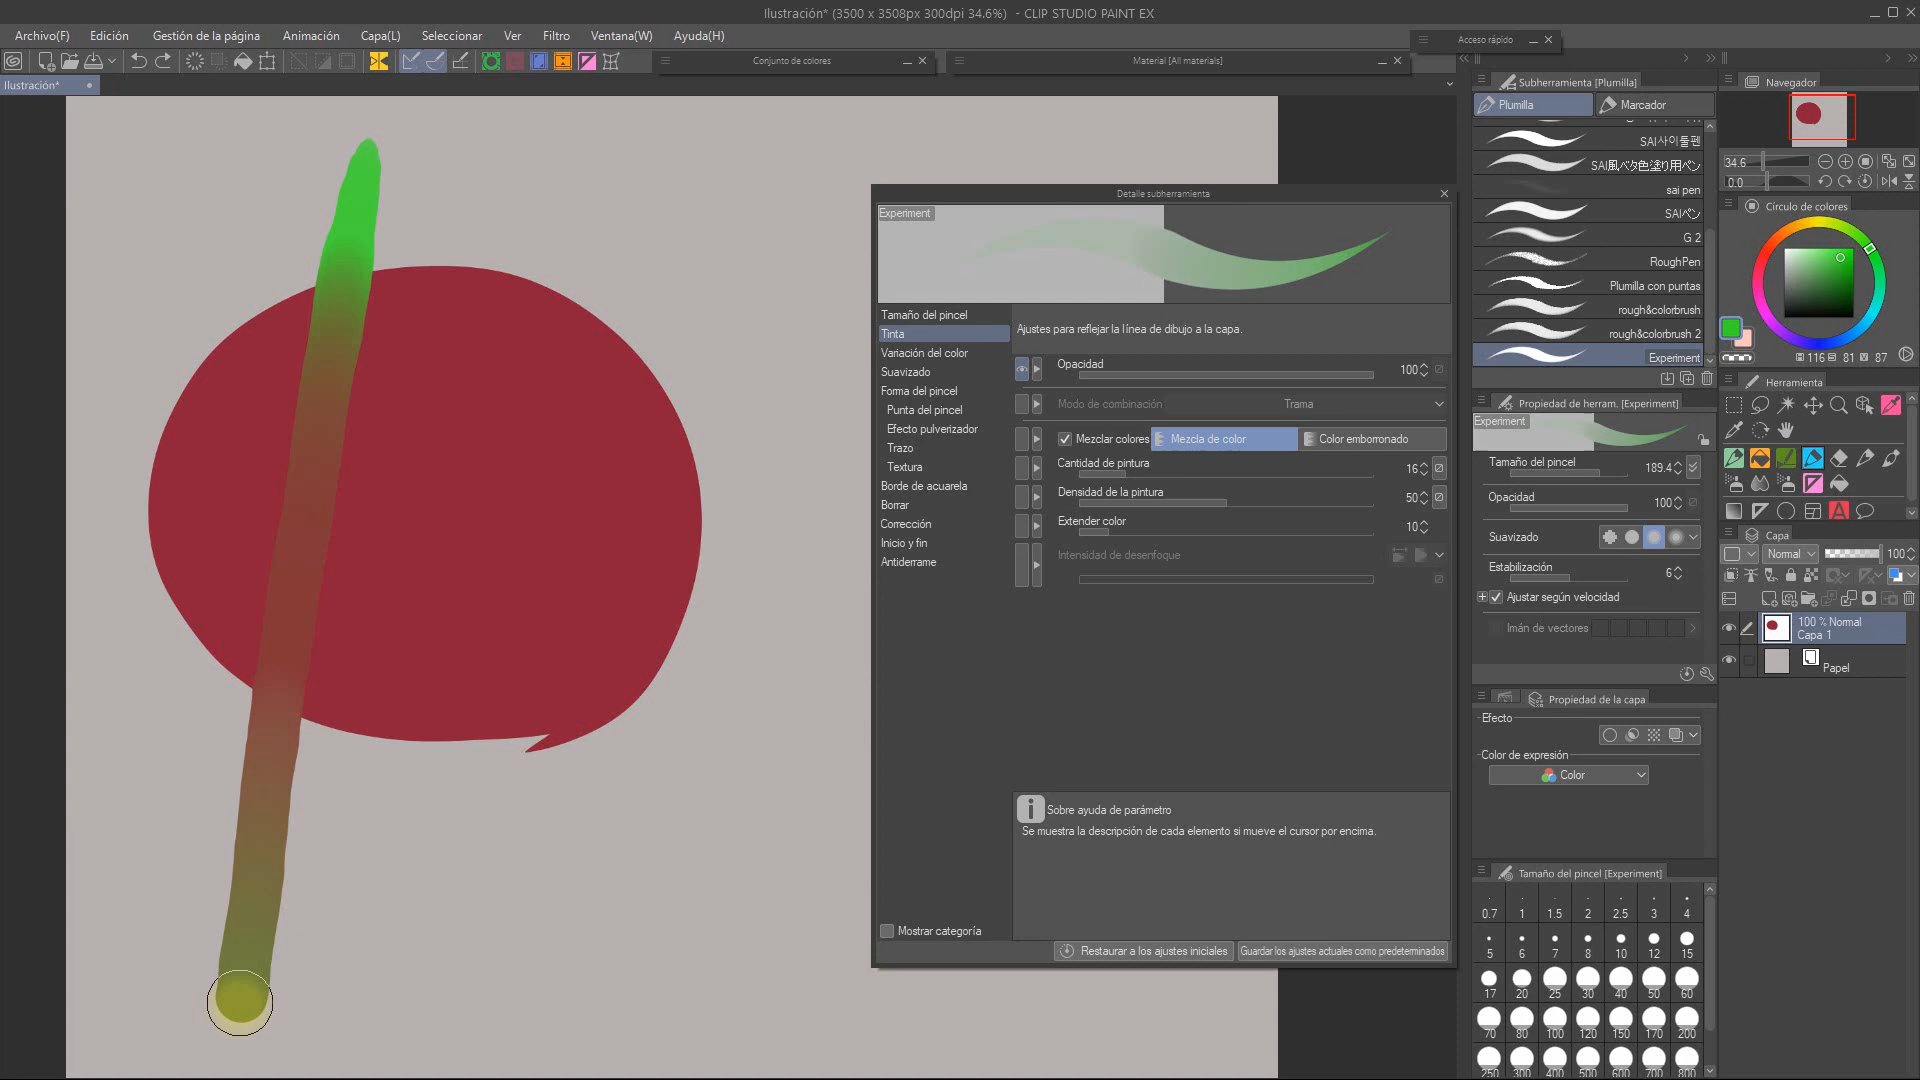 Ilustración* (3500 x 3508px 300dpi 34.6%) - CLIP STUDIO PAINT EX
Archivo(F) Edición Gestión de la página Animación Capa(L) Seleccionar Ver Filtro Ventana(W) Ayuda(H)
Acceso rápido
Conjunto de colores
Material [All materials]
Ilustración*
Subherramienta [Plumilla]
Plumilla Marcador
SAI사이툴펜
SAI風ベタ色塗り用ペン
sai pen
SAIペン
G 2
RoughPen
Plumilla con puntas
rough&colorbrush
rough&colorbrush 2
Experiment
Navegador
34.6
0.0
Círculo de colores
116 81 87
Herramienta
Detalle subherramienta
Experiment
Tamaño del pincel
Tinta
Variación del color
Suavizado
Forma del pincel
Punta del pincel
Efecto pulverizador
Trazo
Textura
Borde de acuarela
Borrar
Corrección
Inicio y fin
Antiderrame
Mostrar categoría
Ajustes para reflejar la línea de dibujo a la capa.
Opacidad 100
Modo de combinación Trama
Mezclar colores Mezcla de color Color emborronado
Cantidad de pintura 16
Densidad de la pintura 50
Extender color 10
Intensidad de desenfoque
Sobre ayuda de parámetro
Se muestra la descripción de cada elemento si mueve el cursor por encima.
Restaurar a los ajustes iniciales Guardar los ajustes actuales como predeterminados
Propiedad de herram. [Experiment]
Experiment
Tamaño del pincel 189.4
Opacidad 100
Suavizado
Estabilización 6
Ajustar según velocidad
Imán de vectores
Capa
Normal 100
100 % Normal
Capa 1
Papel
Propiedad de la capa
Efecto
Color de expresión
Color
Tamaño del pincel [Experiment]
0.7 1 1.5 2 2.5 3 4
5 6 7 8 10 12 15
17 20 25 30 40 50 60
70 80 100 120 150 170 200
250 300 400 500 600 700 800